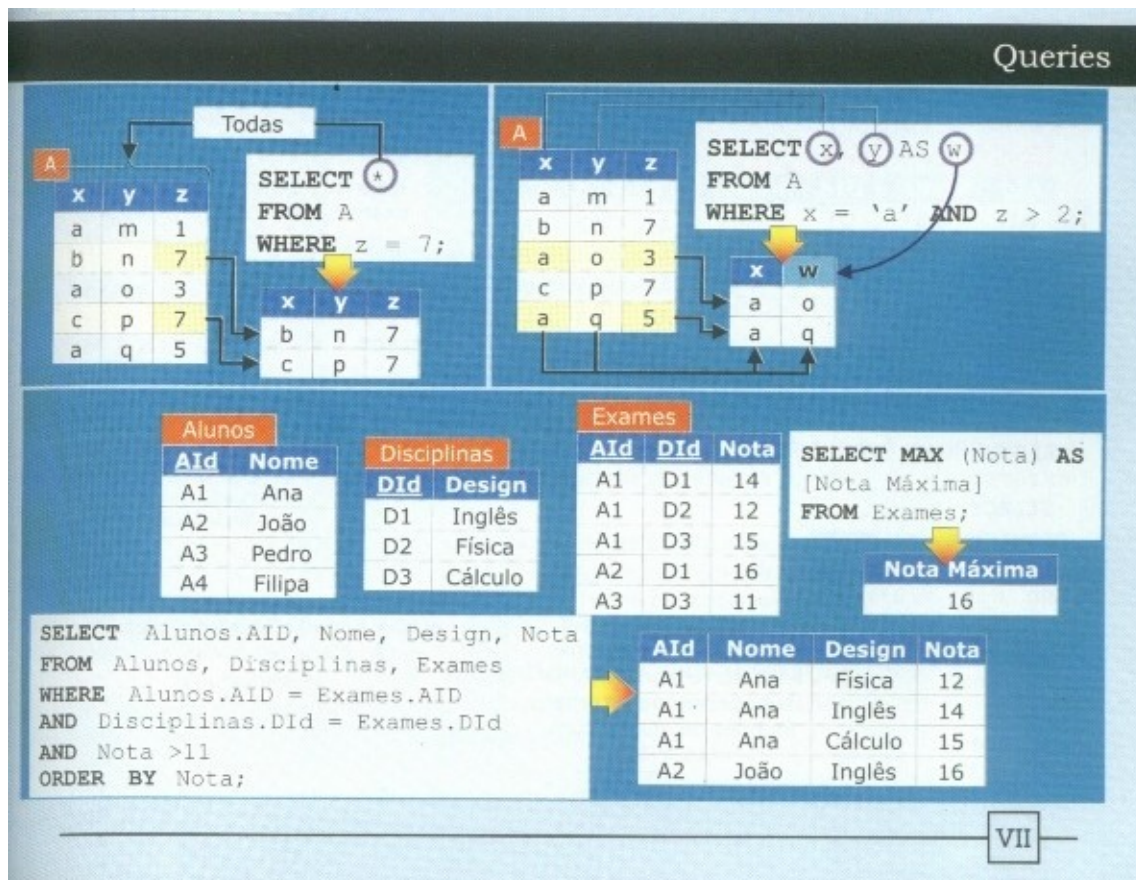 Queries
Todas
A
x y z
a m 1
b n 7
a o 3
c p 7
a q 5
SELECT *
FROM A
WHERE z = 7;
x y z
b n 7
c p 7
A
x y z
a m 1
b n 7
a o 3
c p 7
a q 5
SELECT x, y AS w
FROM A
WHERE x = ‘a’ AND z > 2;
x w
a o
a q
Alunos
AId Nome
A1 Ana
A2 João
A3 Pedro
A4 Filipa
Disciplinas
DId Design
D1 Inglês
D2 Física
D3 Cálculo
Exames
AId DId Nota
A1 D1 14
A1 D2 12
A1 D3 15
A2 D1 16
A3 D3 11
SELECT MAX (Nota) AS
[Nota Máxima]
FROM Exames;
Nota Máxima
16
SELECT Alunos.AID, Nome, Design, Nota
FROM Alunos, Disciplinas, Exames
WHERE Alunos.AID = Exames.AID
AND Disciplinas.DId = Exames.DId
AND Nota >11
ORDER BY Nota;
AId Nome Design Nota
A1 Ana Física 12
A1 Ana Inglês 14
A1 Ana Cálculo 15
A2 João Inglês 16
VII